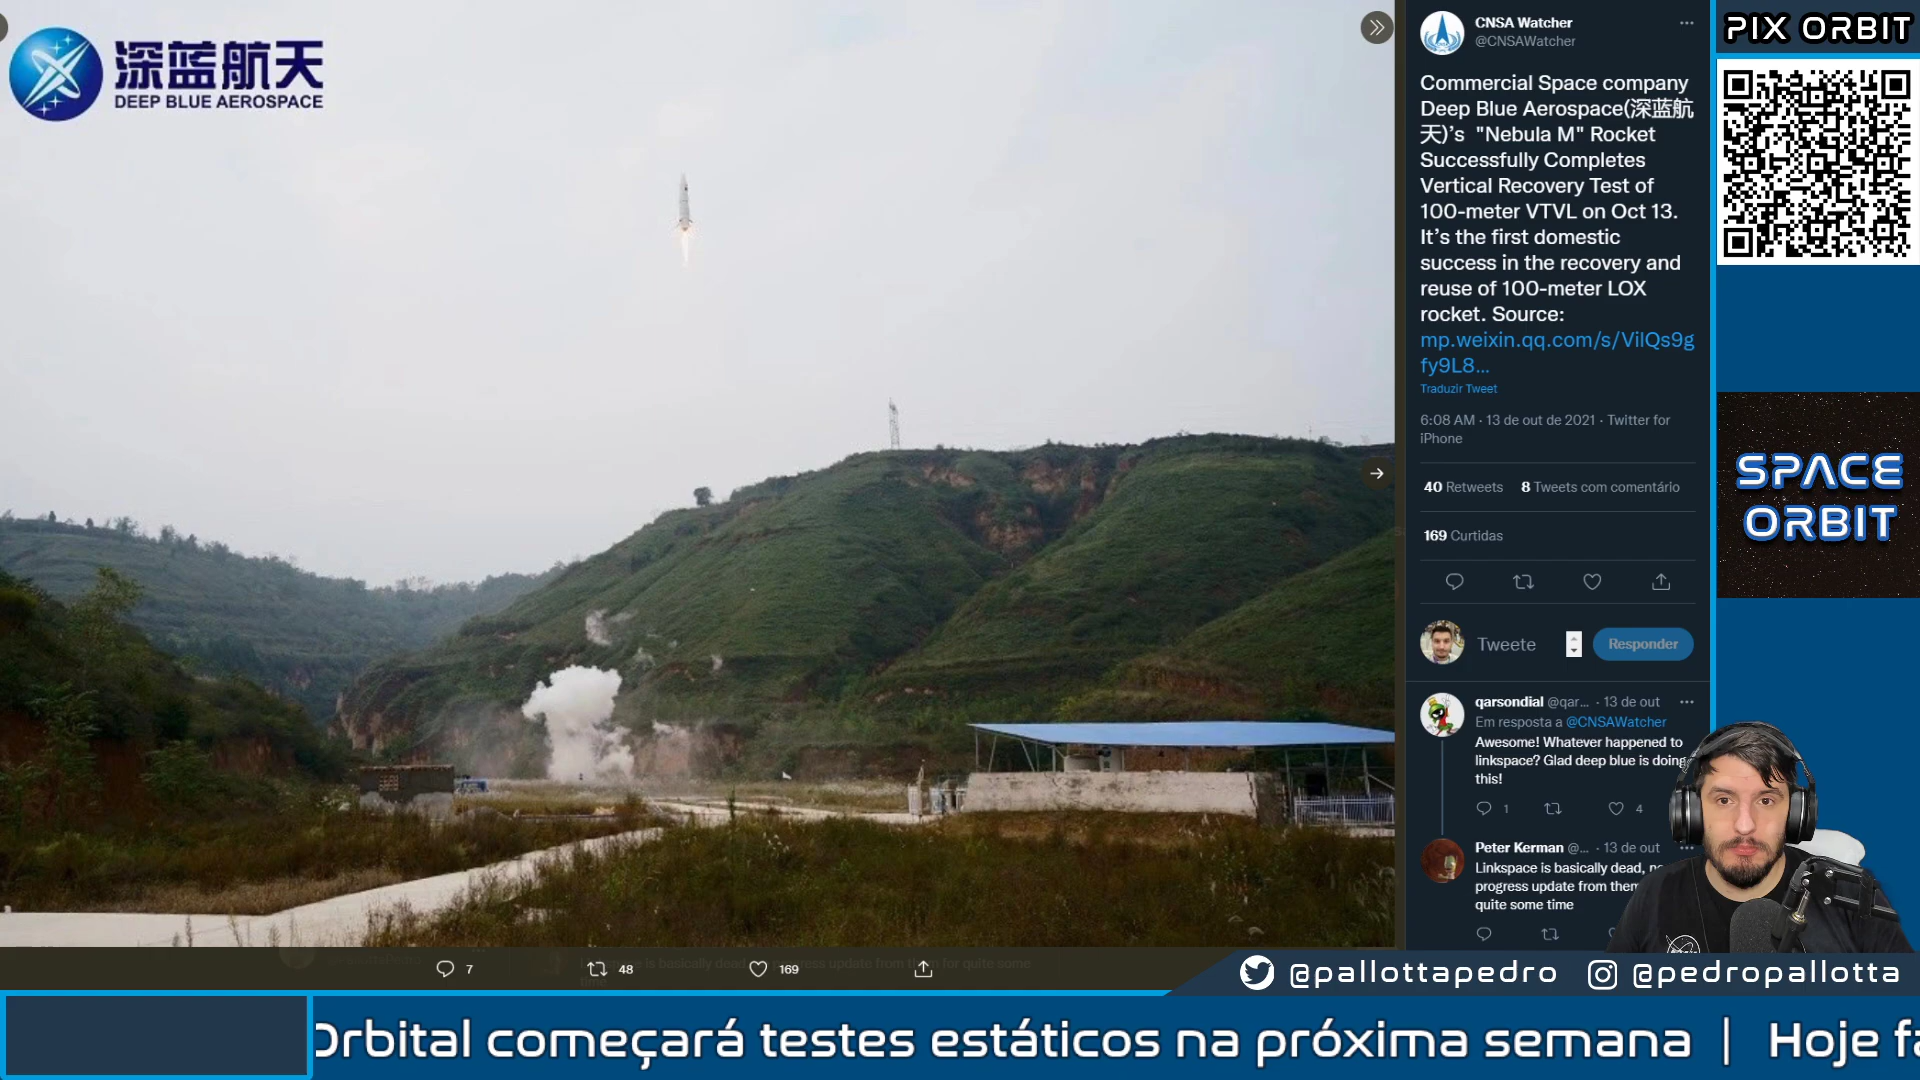 深蓝航天
DEEP BLUE AEROSPACE
CNSA Watcher
@CNSAWatcher
Commercial Space company
Deep Blue Aerospace(深蓝航
天)’s "Nebula M" Rocket
Successfully Completes
Vertical Recovery Test of
100-meter VTVL on Oct 13.
It’s the first domestic
success in the recovery and
reuse of 100-meter LOX
rocket. Source:
mp.weixin.qq.com/s/VilQs9g
fy9L8...
Traduzir Tweet
6:08 AM · 13 de out de 2021 · Twitter for
iPhone
40 Retweets 8 Tweets com comentário
169 Curtidas
Tweete
Responder
qarsondial @qar... · 13 de out
Em resposta a @CNSAWatcher
Awesome! Whatever happened to
linkspace? Glad deep blue is doing
this!
1 4
Peter Kerman @... · 13 de out
Linkspace is basically dead,
progress update from them
quite some time
7 48 169
PIX ORBIT
SPACE
ORBIT
@pallottapedro @pedropallotta
Orbital começará testes estáticos na próxima semana | Hoje